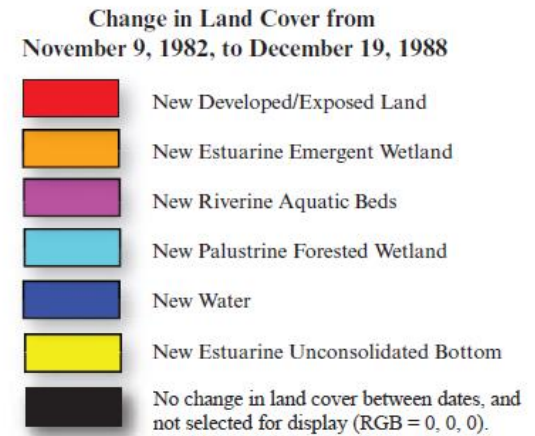 Change in Land Cover from
November 9, 1982, to December 19, 1988
New Developed/Exposed Land
New Estuarine Emergent Wetland
New Riverine Aquatic Beds
New Palustrine Forested Wetland
New Water
New Estuarine Unconsolidated Bottom
No change in land cover between dates, and
not selected for display (RGB = 0, 0, 0).